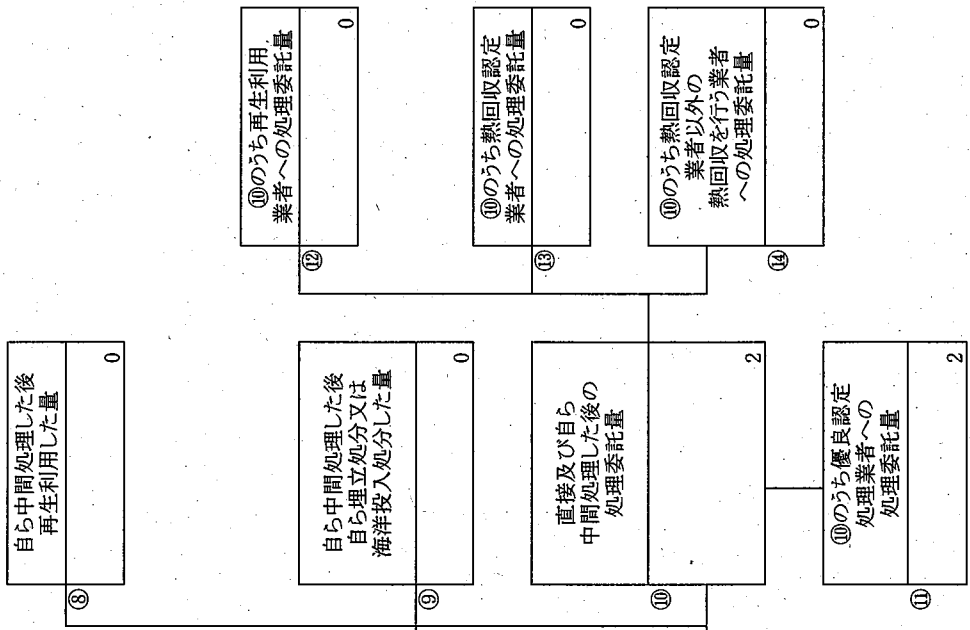 ⑧
自ら中間処理した後
再生利用した量
0
⑨
自ら中間処理した後
自ら埋立処分又は
海洋投入処分した量
0
⑩
直接及び自ら
中間処理した後の
処理委託量
2
⑪
⑩のうち優良認定
処理業者への
処理委託量
2
⑫
⑩のうち再生利用
業者への処理委託量
0
⑬
⑩のうち熱回収認定
業者への処理委託量
0
⑭
⑩のうち熱回収認定
業者以外の
熱回収を行う業者
への処理委託量
0